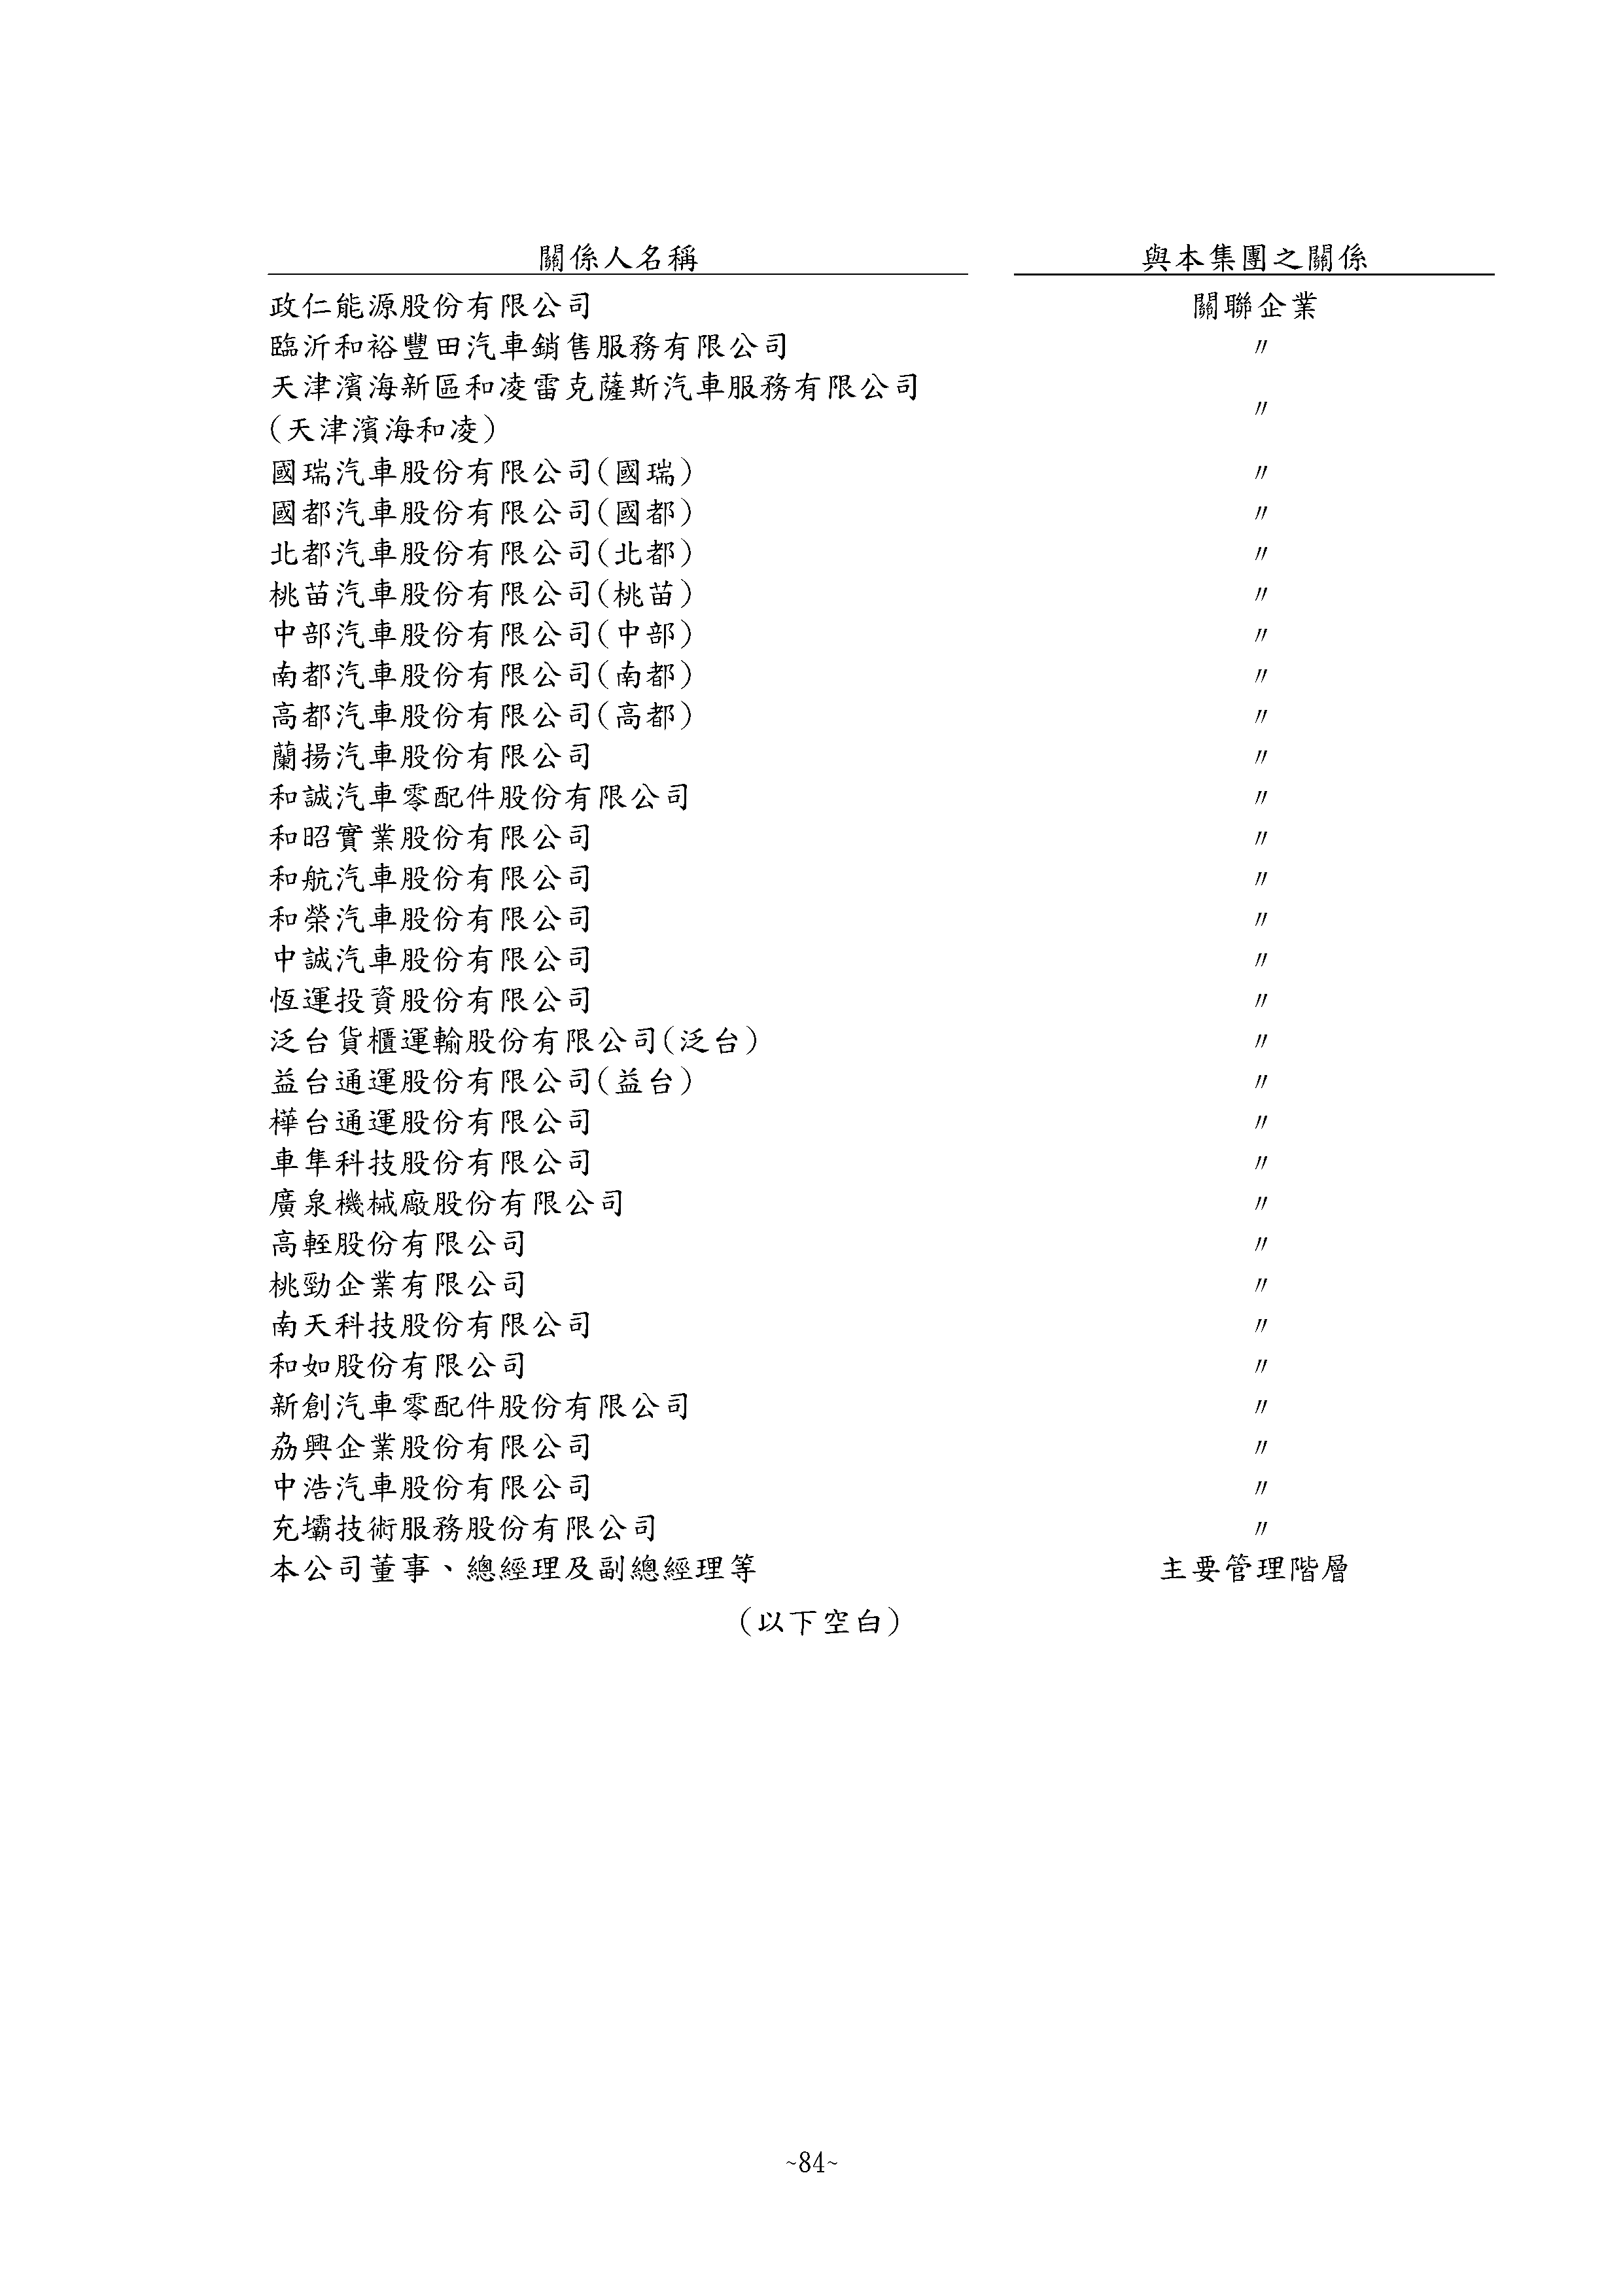 關係人名稱 與本集團之關係
政仁能源股份有限公司 關聯企業
臨沂和裕豐田汽車銷售服務有限公司 〃
天津濱海新區和凌雷克薩斯汽車服務有限公司
(天津濱海和凌) 〃
國瑞汽車股份有限公司(國瑞) 〃
國都汽車股份有限公司(國都) 〃
北都汽車股份有限公司(北都) 〃
桃苗汽車股份有限公司(桃苗) 〃
中部汽車股份有限公司(中部) 〃
南都汽車股份有限公司(南都) 〃
高都汽車股份有限公司(高都) 〃
蘭揚汽車股份有限公司 〃
和誠汽車零配件股份有限公司 〃
和昭實業股份有限公司 〃
和航汽車股份有限公司 〃
和榮汽車股份有限公司 〃
中誠汽車股份有限公司 〃
恆運投資股份有限公司 〃
泛台貨櫃運輸股份有限公司(泛台) 〃
益台通運股份有限公司(益台) 〃
樺台通運股份有限公司 〃
車隼科技股份有限公司 〃
廣泉機械廠股份有限公司 〃
高輊股份有限公司 〃
桃勁企業有限公司 〃
南天科技股份有限公司 〃
和如股份有限公司 〃
新創汽車零配件股份有限公司 〃
劦興企業股份有限公司 〃
中浩汽車股份有限公司 〃
充壩技術服務股份有限公司 〃
本公司董事、總經理及副總經理等 主要管理階層
(以下空白)
~84~